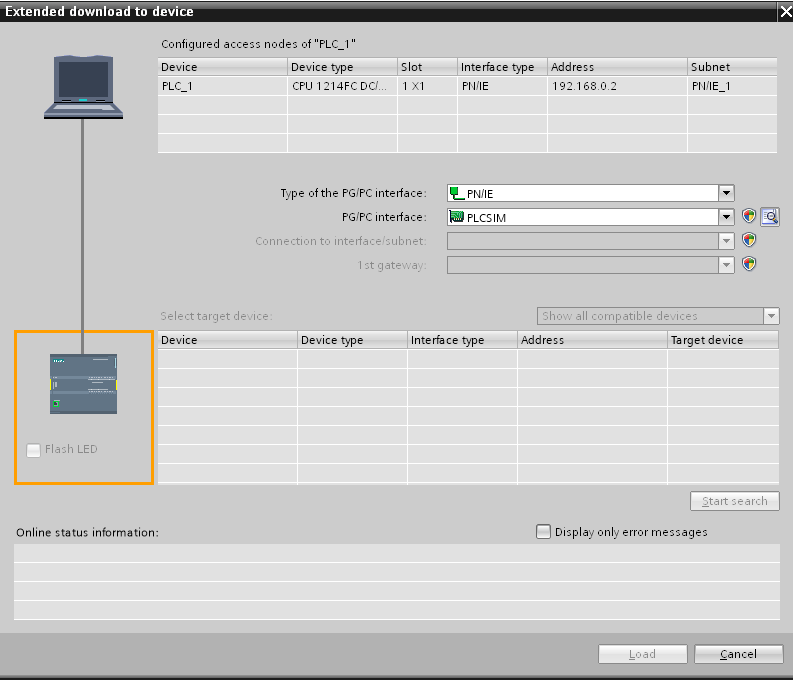 Extended download to device
Configured access nodes of "PLC_1"
Device Device type Slot Interface type Address Subnet
PLC_1 CPU 1214FC DC/... 1 X1 PN/IE 192.168.0.2 PN/IE_1
Type of the PG/PC interface: PN/IE
PG/PC interface: PLCSIM
Connection to interface/subnet:
1st gateway:
Select target device: Show all compatible devices
Device Device type Interface type Address Target device
Flash LED
Start search
Online status information: Display only error messages
Load Cancel